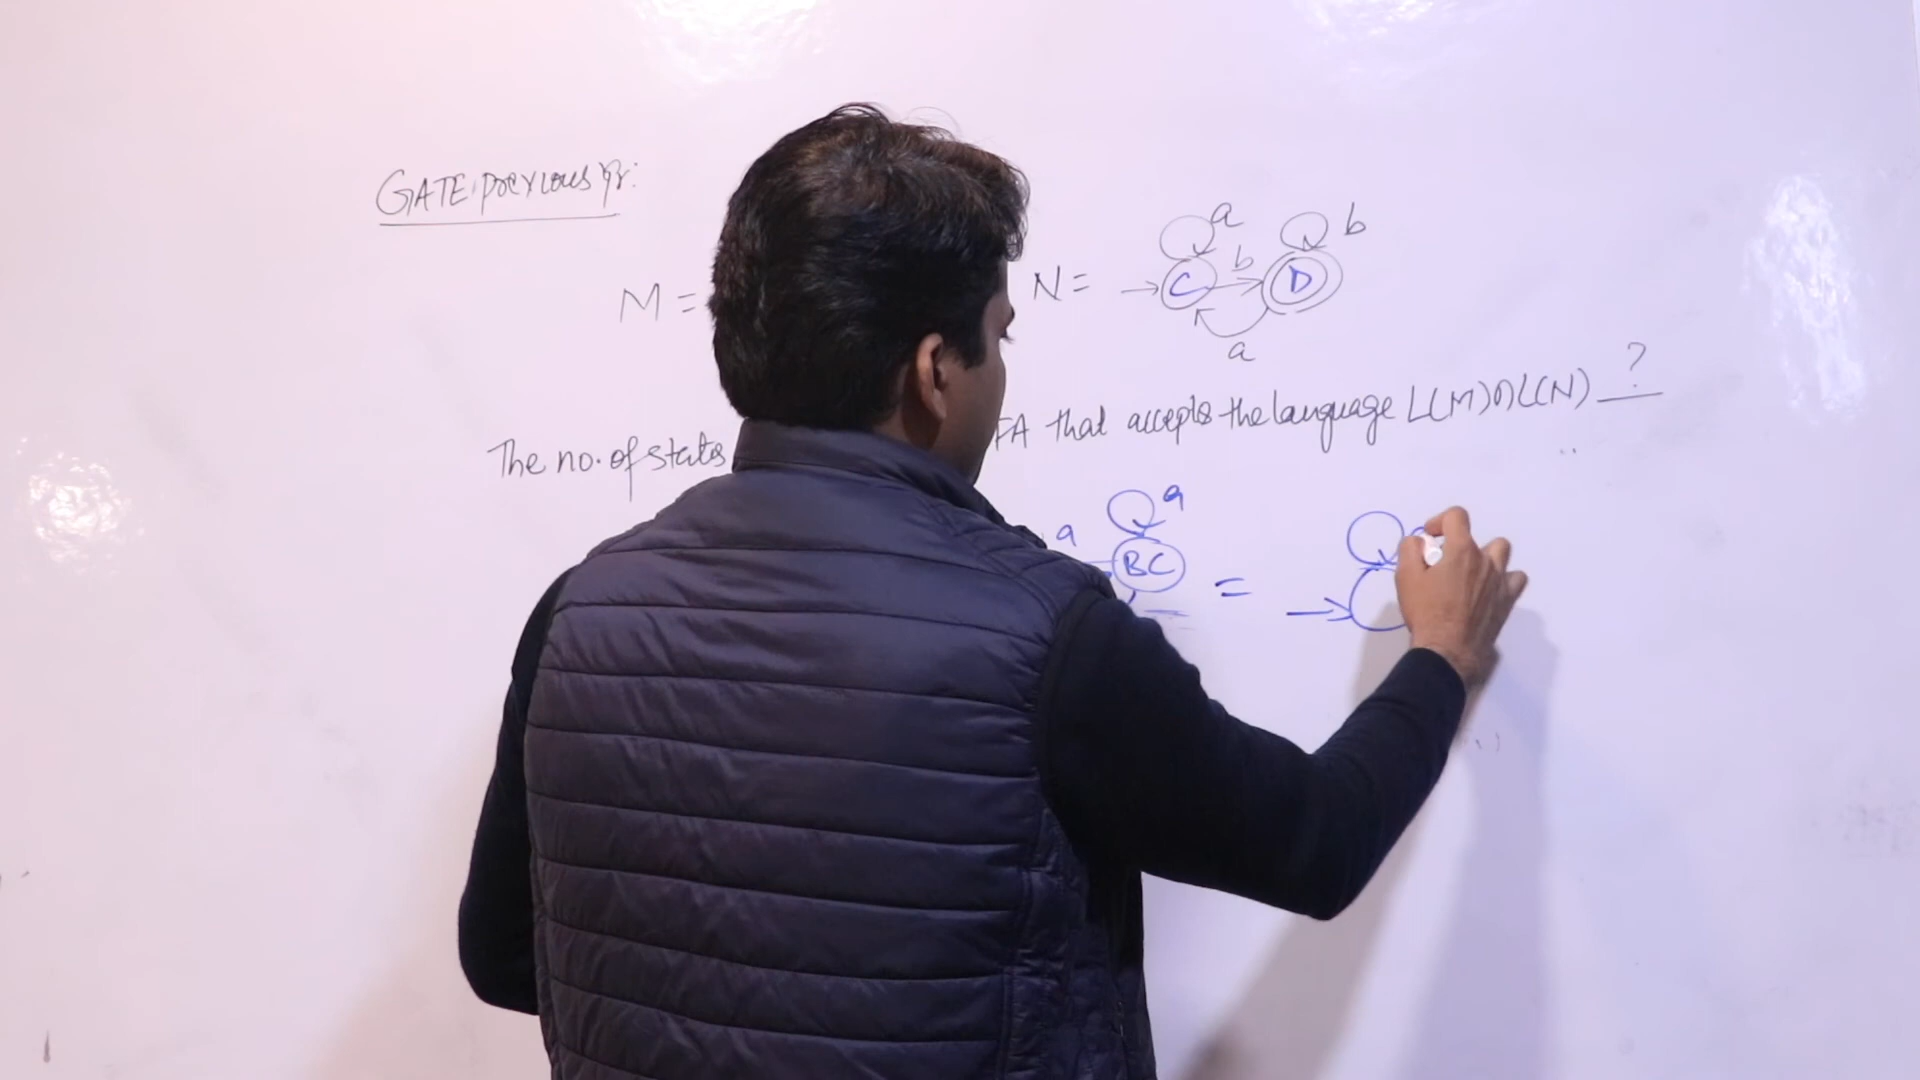 GATE previous yr:
M = N = C D a b b a
The no. of states FA that accepts the language L(M)∩L(N) ?
a BC a =